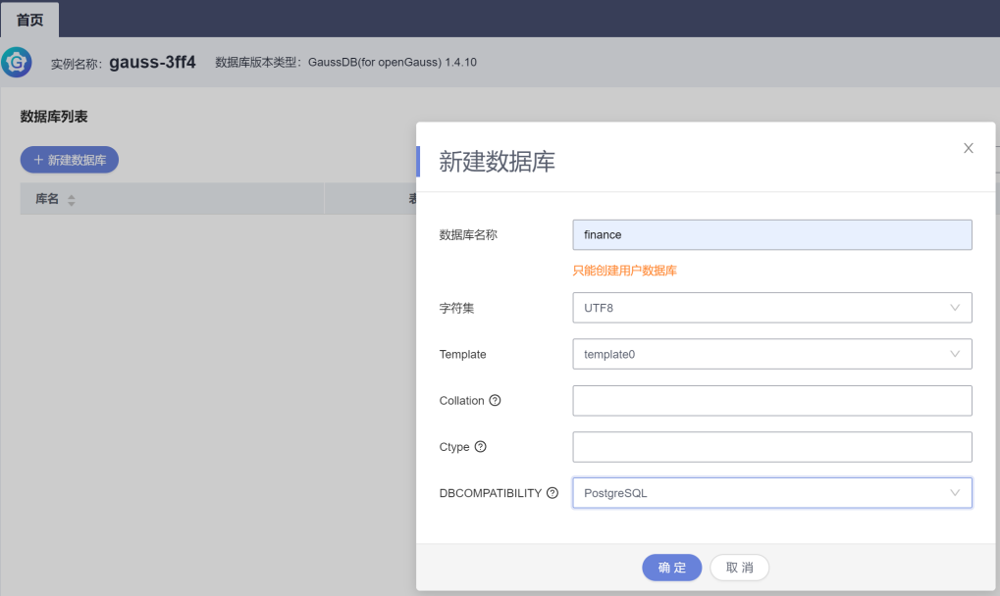 首页
实例名称: gauss-3ff4 数据库版本类型: GaussDB(for openGauss) 1.4.10
数据库列表
+ 新建数据库
库名
新建数据库
数据库名称 finance
只能创建用户数据库
字符集 UTF8
Template template0
Collation
Ctype
DBCOMPATIBILITY PostgreSQL
确定 取消